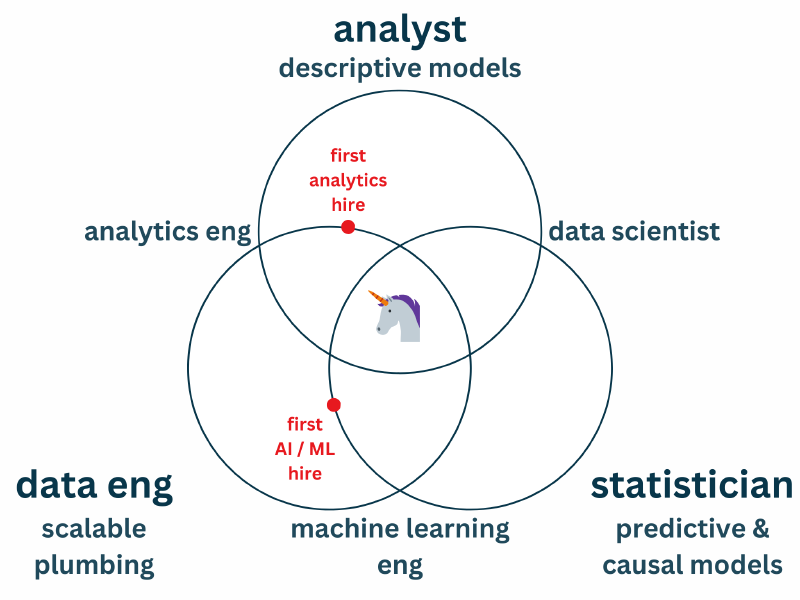 analyst
descriptive models
first
analytics
hire
analytics eng
data scientist
first
AI / ML
hire
data eng
scalable
plumbing
machine learning
eng
statistician
predictive &
causal models